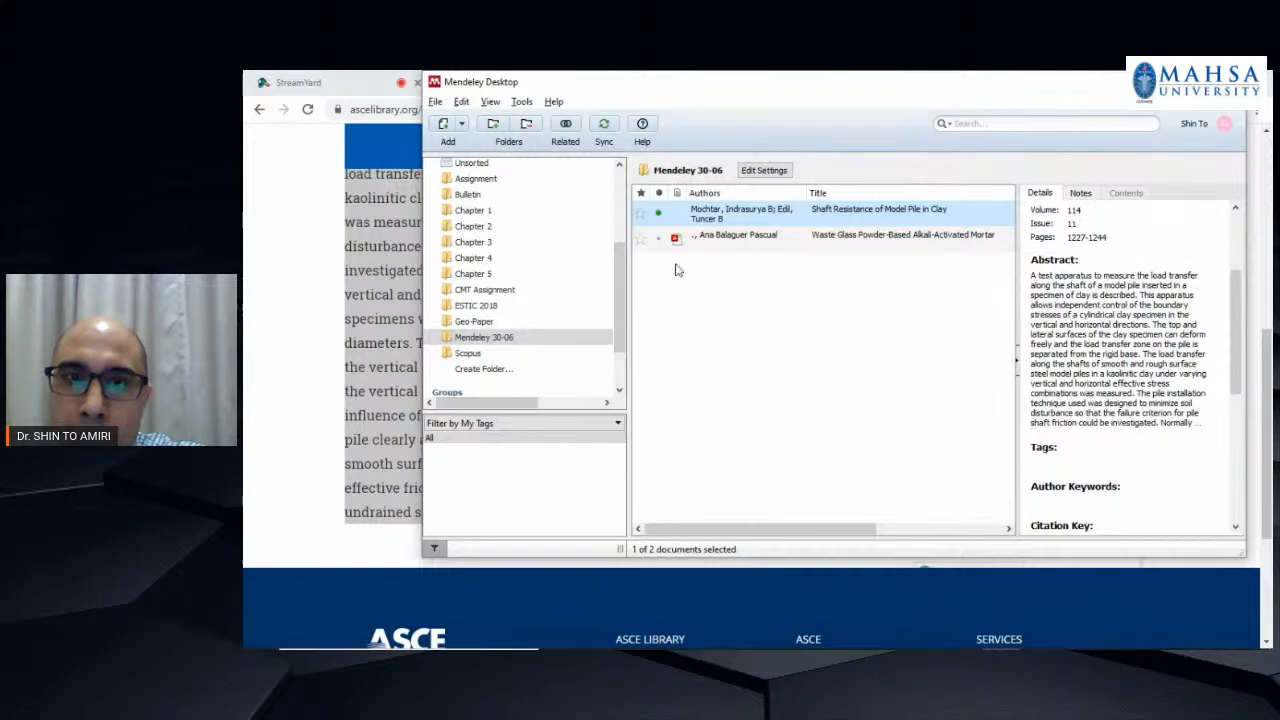 MAHSA
UNIVERSITY
StreamYard
ascelibrary.org/
Mendeley Desktop
File Edit View Tools Help
Add Folders Related Sync Help
Search...
Shin To
Unsorted
Assignment
Bulletin
Chapter 1
Chapter 2
Chapter 3
Chapter 4
Chapter 5
CMT Assignment
ESTIC 2018
Geo-Paper
Mendeley 30-06
Scopus
Create Folder...
Groups
Filter by My Tags
All
Mendeley 30-06 Edit Settings
Authors Title
Mochtar, Indrasurya B; Edil, Tuncer B Shaft Resistance of Model Pile in Clay
., Ana Balaguer Pascual Waste Glass Powder-Based Alkali-Activated Mortar
1 of 2 documents selected
Details Notes Contents
Volume: 114
Issue: 11
Pages: 1227-1244
Abstract:
A test apparatus to measure the load transfer
along the shaft of a model pile inserted in a
specimen of clay is described. This apparatus
allows independent control of the boundary
stresses of a cylindrical clay specimen in the
vertical and horizontal directions. The top and
lateral surfaces of the clay specimen can deform
freely and the load transfer zone on the pile is
separated from the rigid base. The load transfer
along the shafts of smooth and rough surface
steel model piles in a kaolinitic clay under varying
vertical and horizontal effective stress
combinations was measured. The pile installation
technique used was designed to minimize soil
disturbance so that the failure criterion for pile
shaft friction could be investigated. Normally ...
Tags:
Author Keywords:
Citation Key:
load transfe
kaolinitic cl
was measur
disturbance
investigated
vertical and
specimens v
diameters. T
the vertical
the vertical
influence of
pile clearly a
smooth surf
effective fric
undrained s
Dr. SHIN TO AMIRI
ASCE
ASCE LIBRARY
ASCE
SERVICES